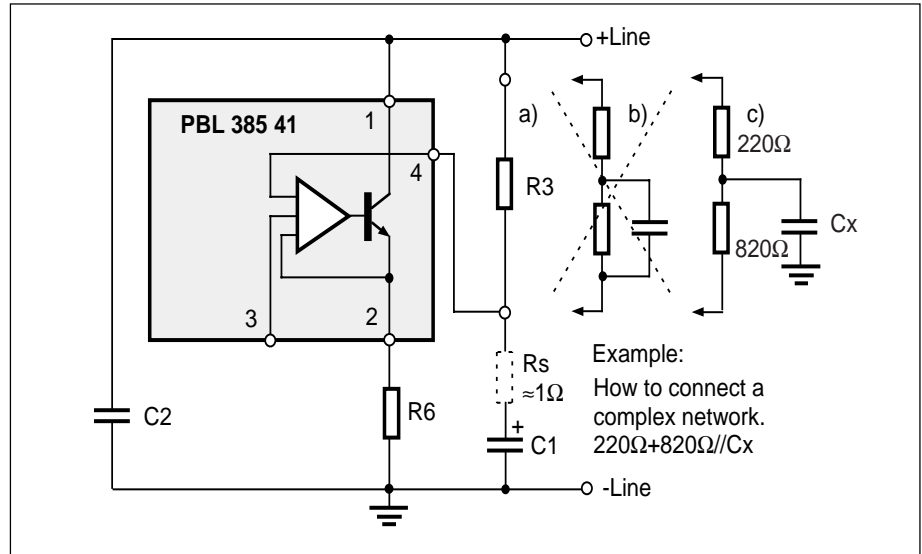 +Line
PBL 385 41
1
4
a)
b)
c)
220Ω
R3
Cx
820Ω
3
2
Example:
Rs
≈1Ω
How to connect a
complex network.
220Ω+820Ω//Cx
C2
R6
+
C1
-Line